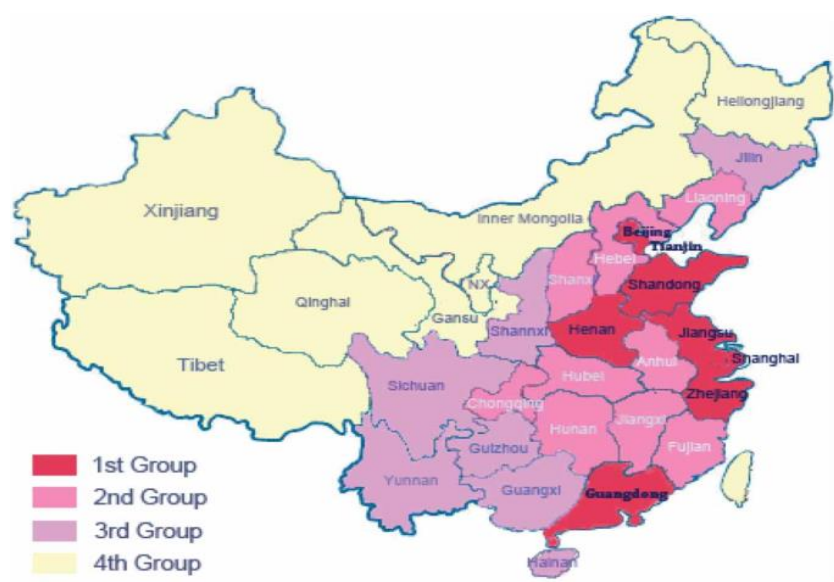 Heilongjiang
Jilin
Liaoning
Xinjiang
Inner Mongolia
Beijing
Tianjin
Hebei
Shanxi
NX
Qinghai
Shandong
Gansu
Shannxi
Henan
Jiangsu
Tibet
Shanghai
Anhui
Sichuan
Hubei
Zhejiang
Chongqing
Jiangxi
Hunan
Guizhou
Fujian
Yunnan
Guangxi
Guangdong
Hainan
1st Group
2nd Group
3rd Group
4th Group